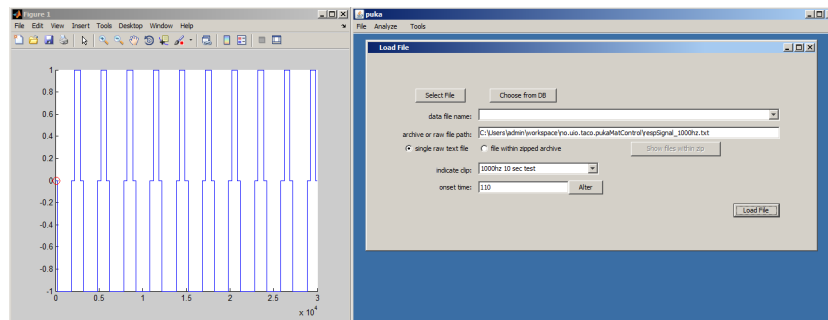 Figure 1
File Edit View Insert Tools Desktop Window Help
1
0.8
0.6
0.4
0.2
0
-0.2
-0.4
-0.6
-0.8
-1
0 0.5 1 1.5 2 2.5 3
x 10^4
puka
File Analyze Tools
Load File
Select File Choose from DB
data file name:
archive or raw file path: C:\Users\admin\workspace\no.uio.taco.pukaMatControl\respSignal_1000hz.txt
single raw text file file within zipped archive Show files within zip
indicate clip: 1000hz 10 sec test
onset time: 110 Alter
Load File